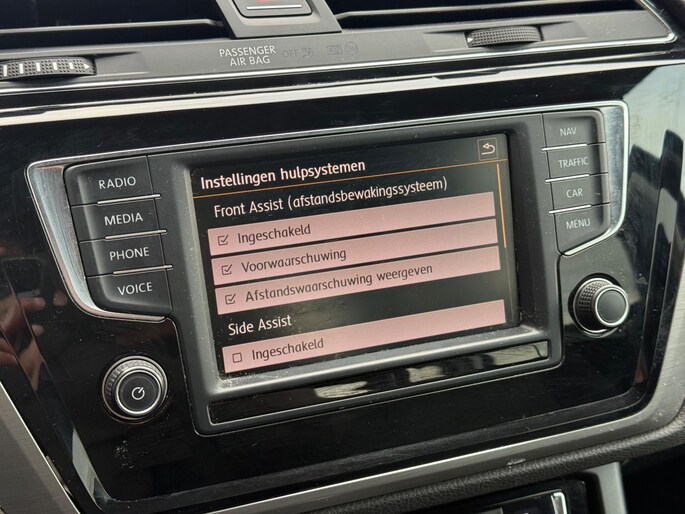 PASSENGER
AIR BAG
OFF
ON
RADIO
MEDIA
PHONE
VOICE
NAV
TRAFFIC
CAR
MENU
Instellingen hulpsystemen
Front Assist (afstandsbewakingssysteem)
Ingeschakeld
Voorwaarschuwing
Afstandswaarschuwing weergeven
Side Assist
Ingeschakeld